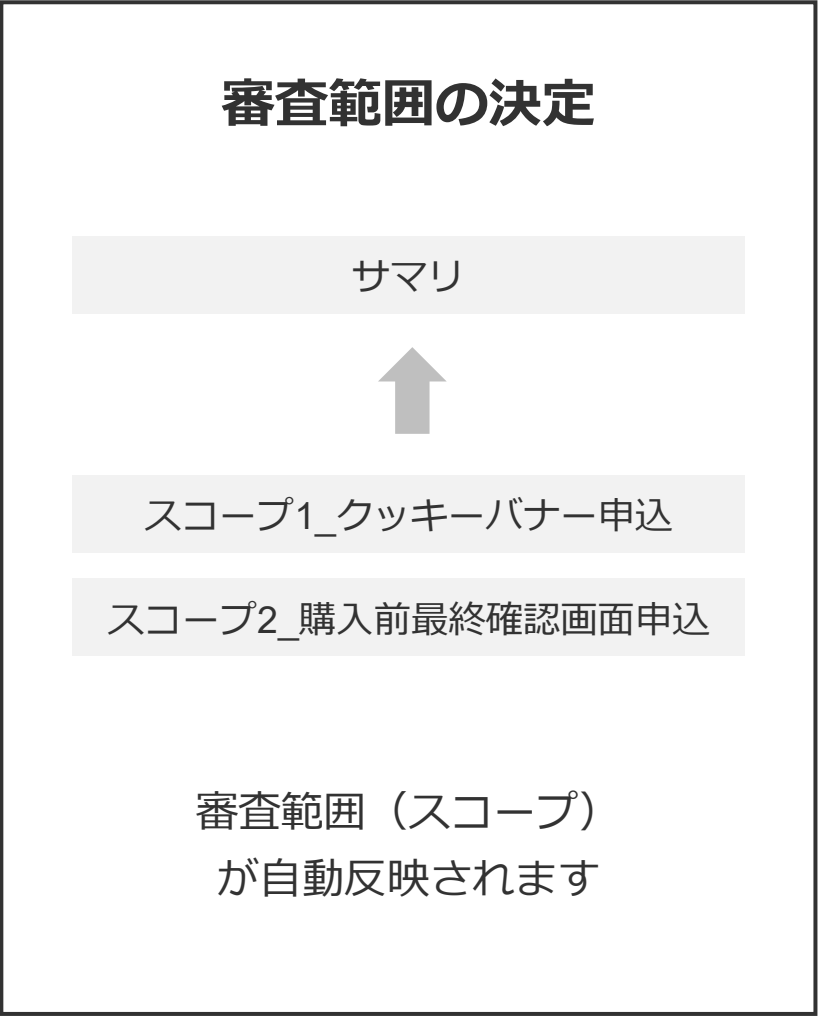 審査範囲の決定
サマリ
スコープ1_クッキーバナー申込
スコープ2_購入前最終確認画面申込
審査範囲（スコープ）
が自動反映されます